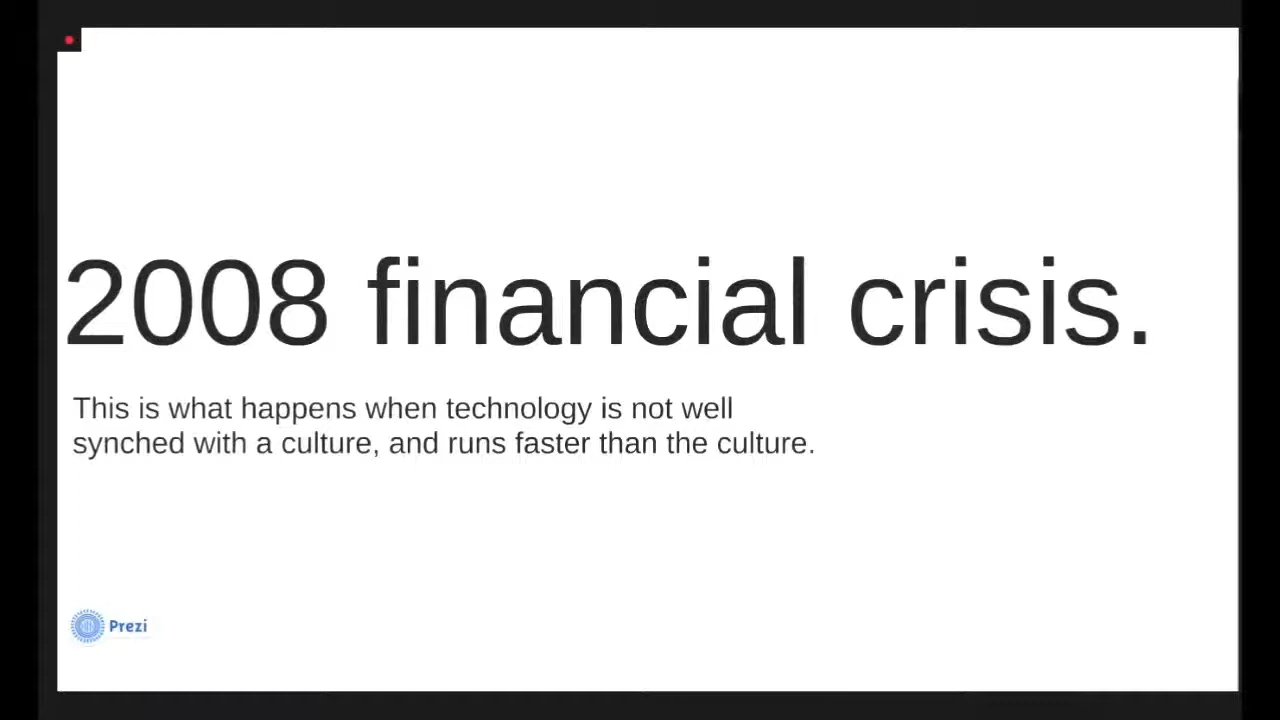 2008 financial crisis.
This is what happens when technology is not well
synched with a culture, and runs faster than the culture.
Prezi